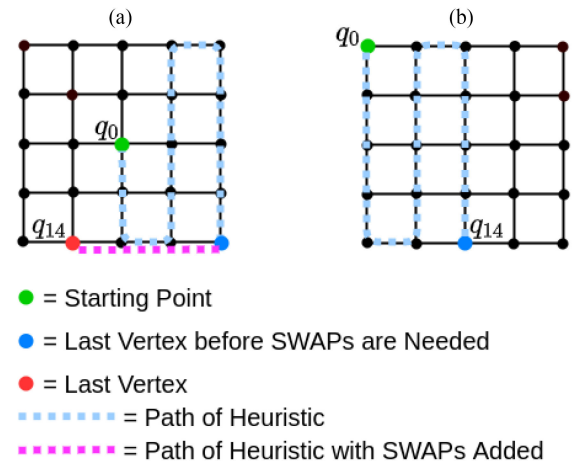 (a) (b)
q0
q0
q14 q14
= Starting Point
= Last Vertex before SWAPs are Needed
= Last Vertex
= Path of Heuristic
= Path of Heuristic with SWAPs Added